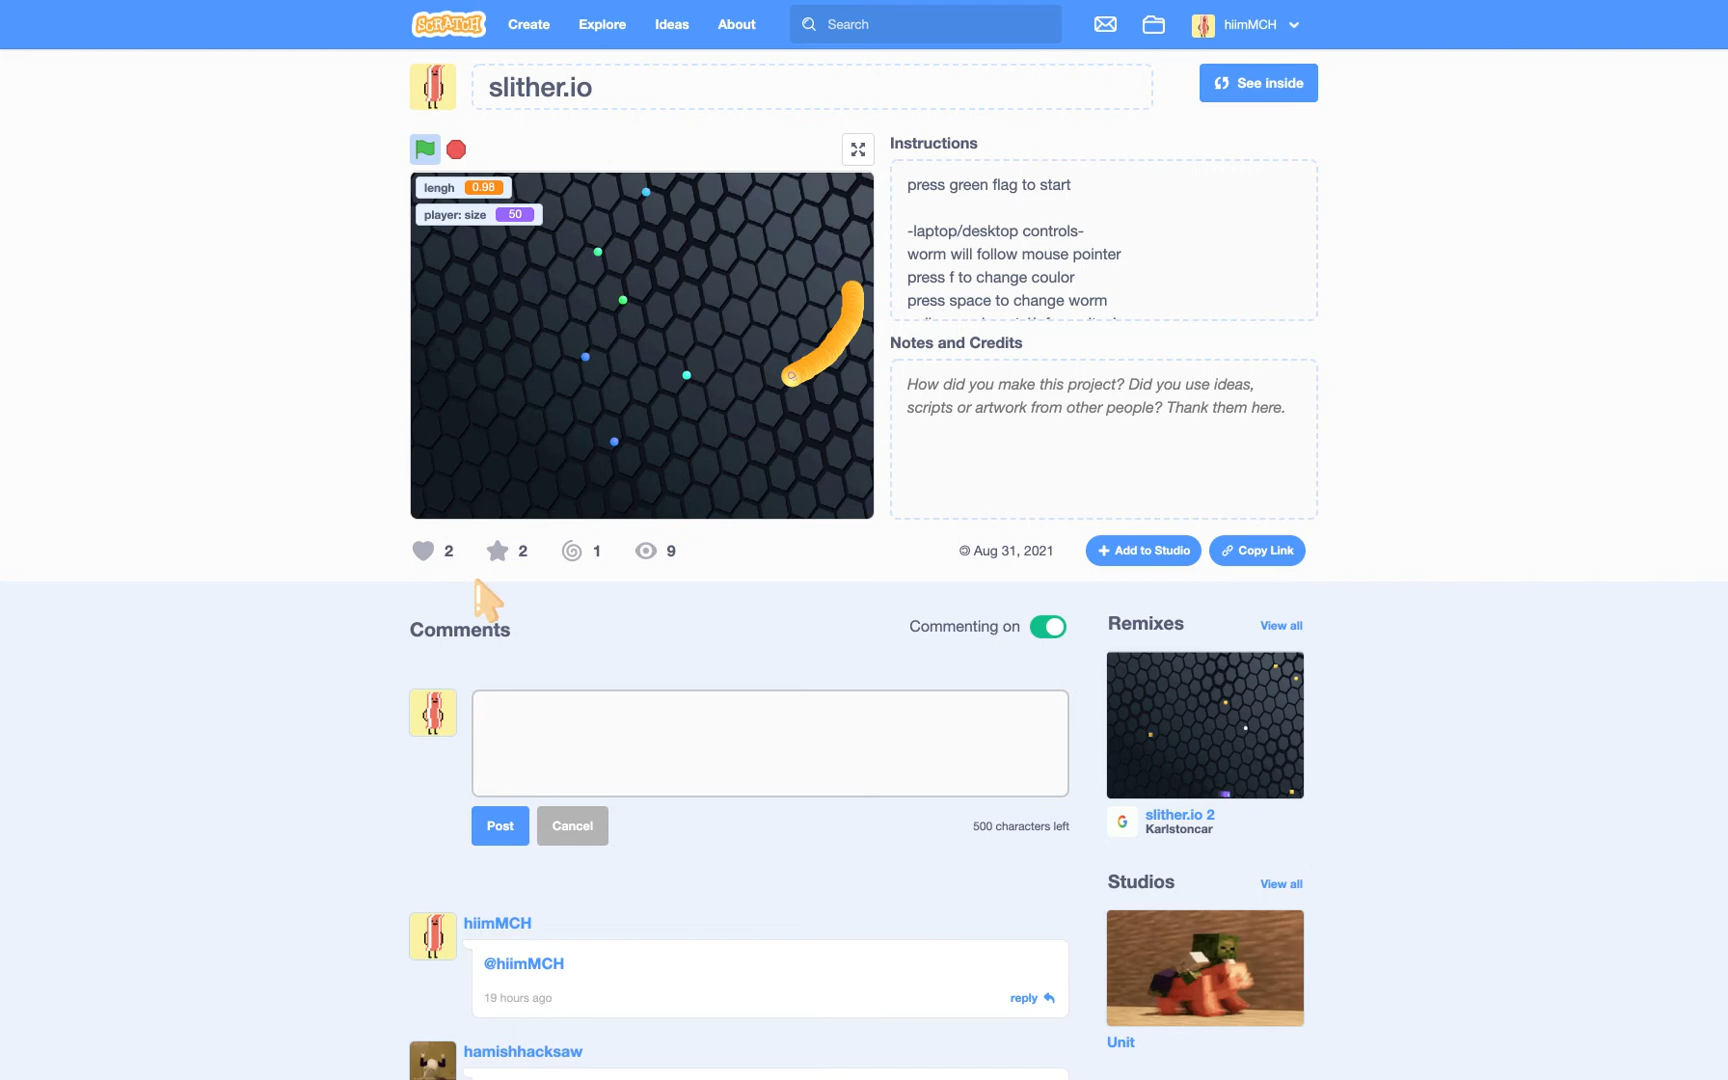 SCRATCH
Create
Explore
Ideas
About
Search
hiimMCH
slither.io
See inside
lengh 0.98
player: size 50
Instructions
press green flag to start
-laptop/desktop controls-
worm will follow mouse pointer
press f to change coulor
press space to change worm
Notes and Credits
How did you make this project? Did you use ideas,
scripts or artwork from other people? Thank them here.
2
2
1
9
Aug 31, 2021
Add to Studio
Copy Link
Comments
Commenting on
Post
Cancel
500 characters left
hiimMCH
@hiimMCH
19 hours ago
reply
hamishhacksaw
Remixes
View all
slither.io 2
Karlstoncar
Studios
View all
Unit